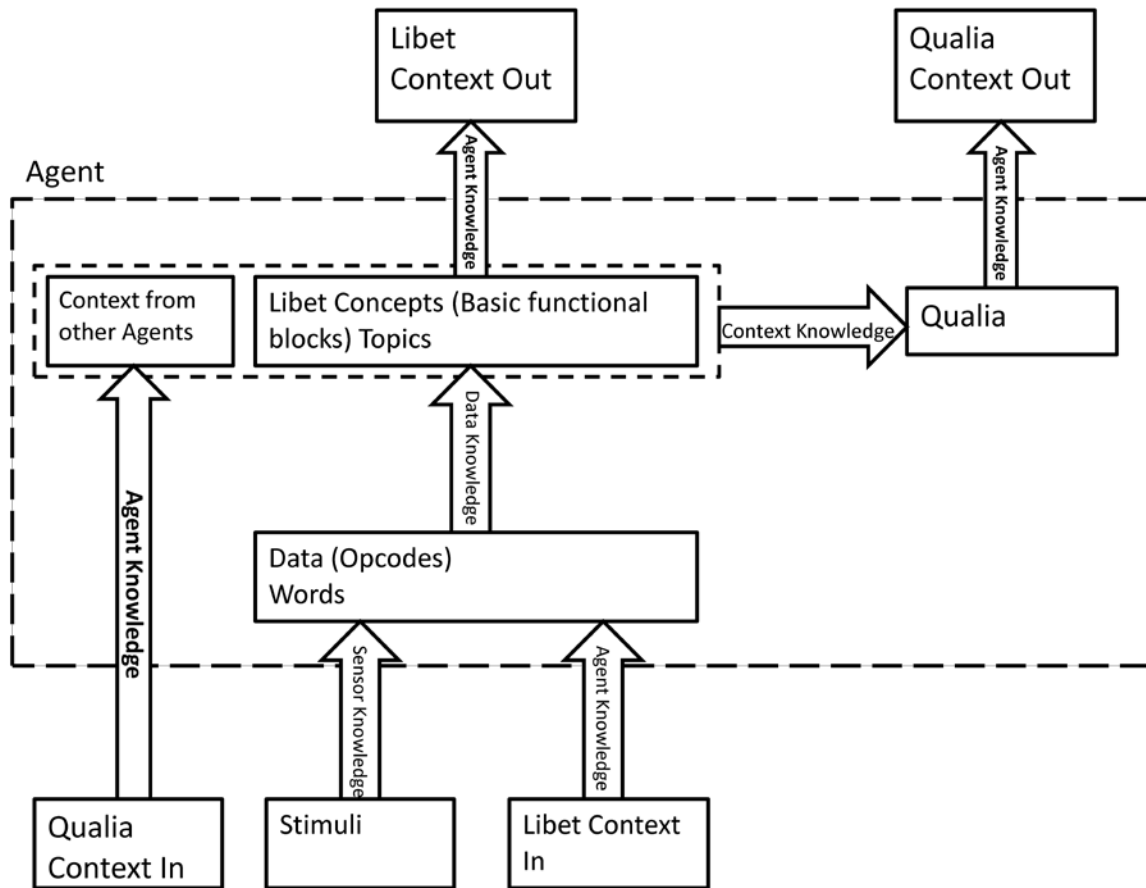 Libet
Context Out
Qualia
Context Out
Agent Knowledge
Agent Knowledge
Agent
Context from
other Agents
Libet Concepts (Basic functional
blocks) Topics
Context Knowledge
Qualia
Data Knowledge
Agent Knowledge
Data (Opcodes)
Words
Sensor Knowledge
Agent Knowledge
Qualia
Context In
Stimuli
Libet Context
In